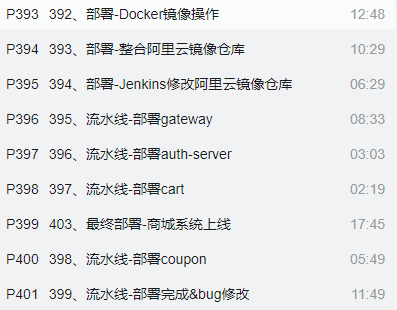 P393 392、部署-Docker镜像操作 12:48
P394 393、部署-整合阿里云镜像仓库 10:29
P395 394、部署-Jenkins修改阿里云镜像仓库 06:29
P396 395、流水线-部署gateway 08:33
P397 396、流水线-部署auth-server 03:03
P398 397、流水线-部署cart 02:19
P399 403、最终部署-商城系统上线 17:45
P400 398、流水线-部署coupon 05:49
P401 399、流水线-部署完成&bug修改 11:49